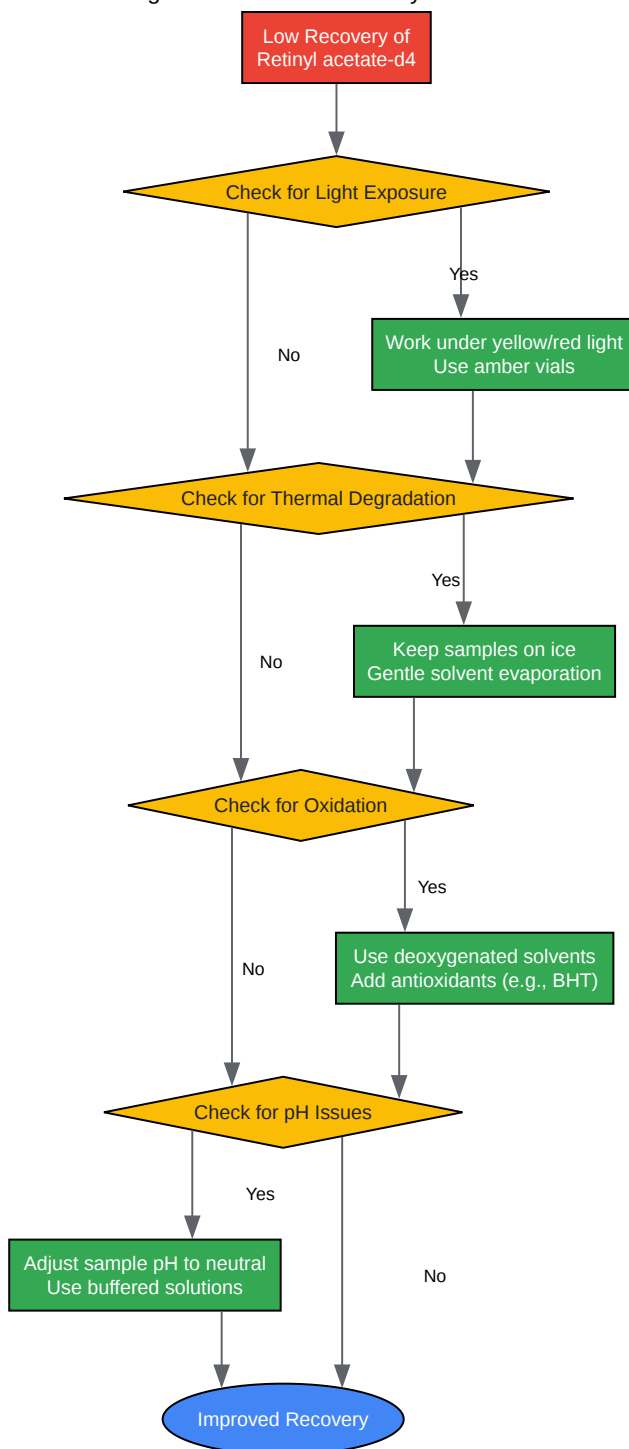 Low Recovery of
Retinyl acetate-d4
Check for Light Exposure
Yes
Work under yellow/red light
Use amber vials
No
Check for Thermal Degradation
Yes
Keep samples on ice
Gentle solvent evaporation
No
Check for Oxidation
Yes
Use deoxygenated solvents
Add antioxidants (e.g., BHT)
No
Check for pH Issues
Yes
Adjust sample pH to neutral
Use buffered solutions
No
Improved Recovery